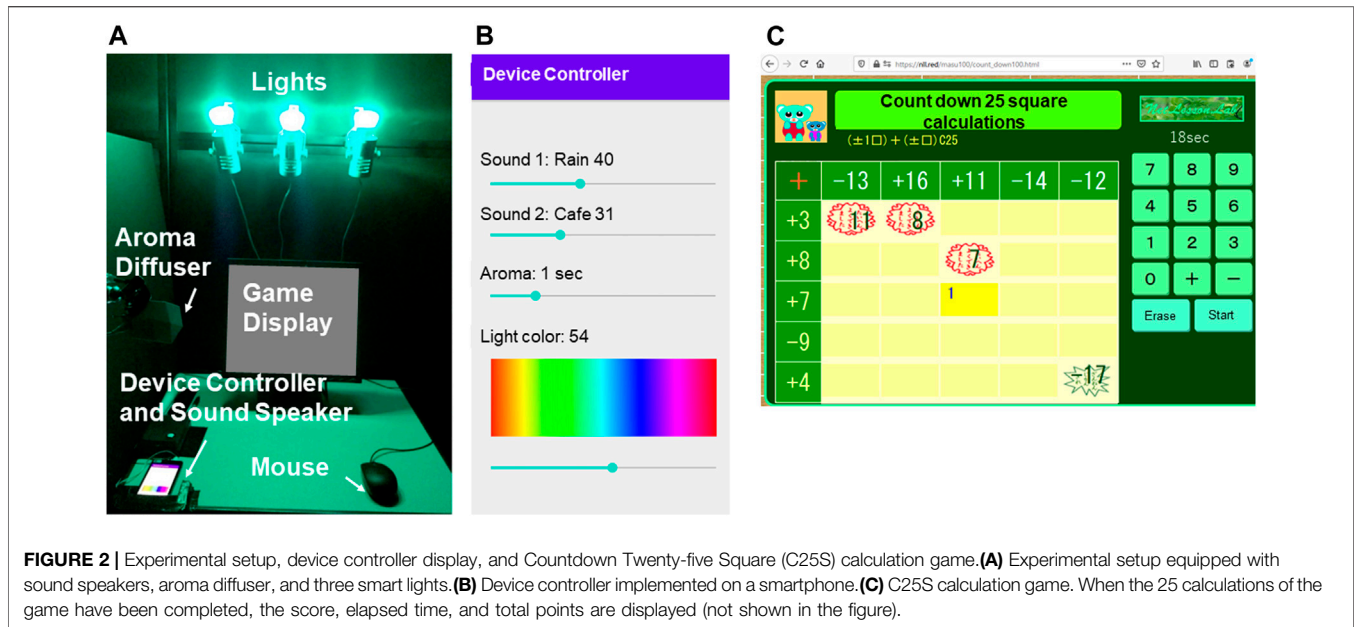 A
B
C
Lights
Aroma
Diffuser
Game
Display
Device Controller
and Sound Speaker
Mouse
Device Controller
Sound 1: Rain 40
Sound 2: Cafe 31
Aroma: 1 sec
Light color: 54
https://nll.red/masu100/count_down100.html
Count down 25 square
calculations
(±1□)+(±□)C25
18sec
+ −13 +16 +11 −14 −12
+3 11 8
+8 7
+7 1
−9
+4 −17
7 8 9
4 5 6
1 2 3
0 + −
Erase Start
FIGURE 2 | Experimental setup, device controller display, and Countdown Twenty-five Square (C25S) calculation game.(A) Experimental setup equipped with
sound speakers, aroma diffuser, and three smart lights.(B) Device controller implemented on a smartphone.(C) C25S calculation game. When the 25 calculations of the
game have been completed, the score, elapsed time, and total points are displayed (not shown in the figure).